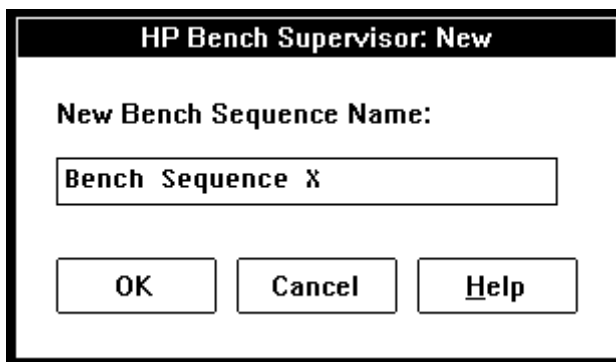 HP Bench Supervisor: New
New Bench Sequence Name:
Bench Sequence X
OK Cancel Help